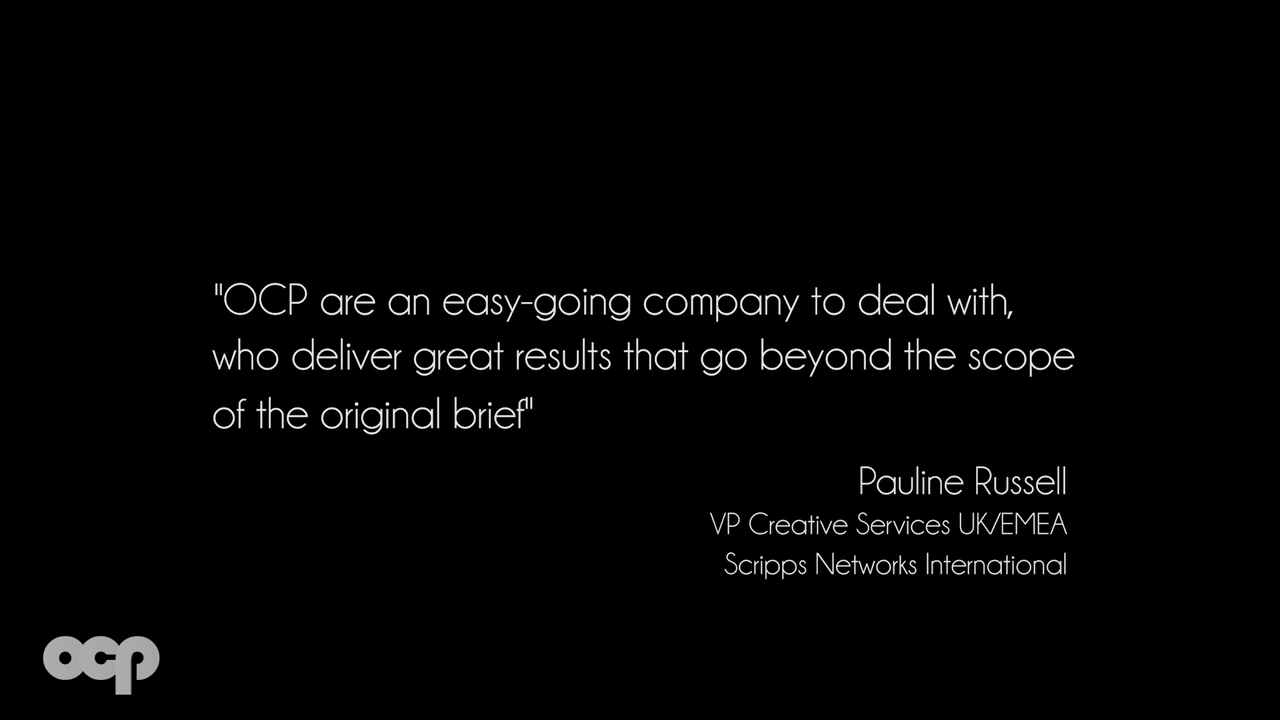 "OCP are an easy-going company to deal with,
who deliver great results that go beyond the scope
of the original brief"
Pauline Russell
VP Creative Services UK/EMEA
Scripps Networks International
ocp